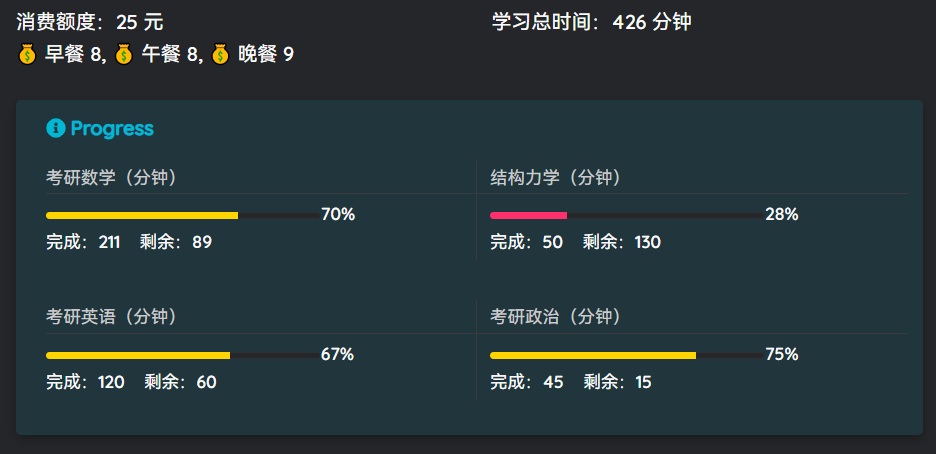 消费额度：25 元
学习总时间：426 分钟
💰 早餐 8, 💰 午餐 8, 💰 晚餐 9
Progress
考研数学（分钟）
70%
完成：211 剩余：89
结构力学（分钟）
28%
完成：50 剩余：130
考研英语（分钟）
67%
完成：120 剩余：60
考研政治（分钟）
75%
完成：45 剩余：15